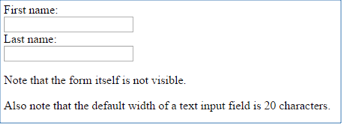 First name:
Last name:
Note that the form itself is not visible.
Also note that the default width of a text input field is 20 characters.